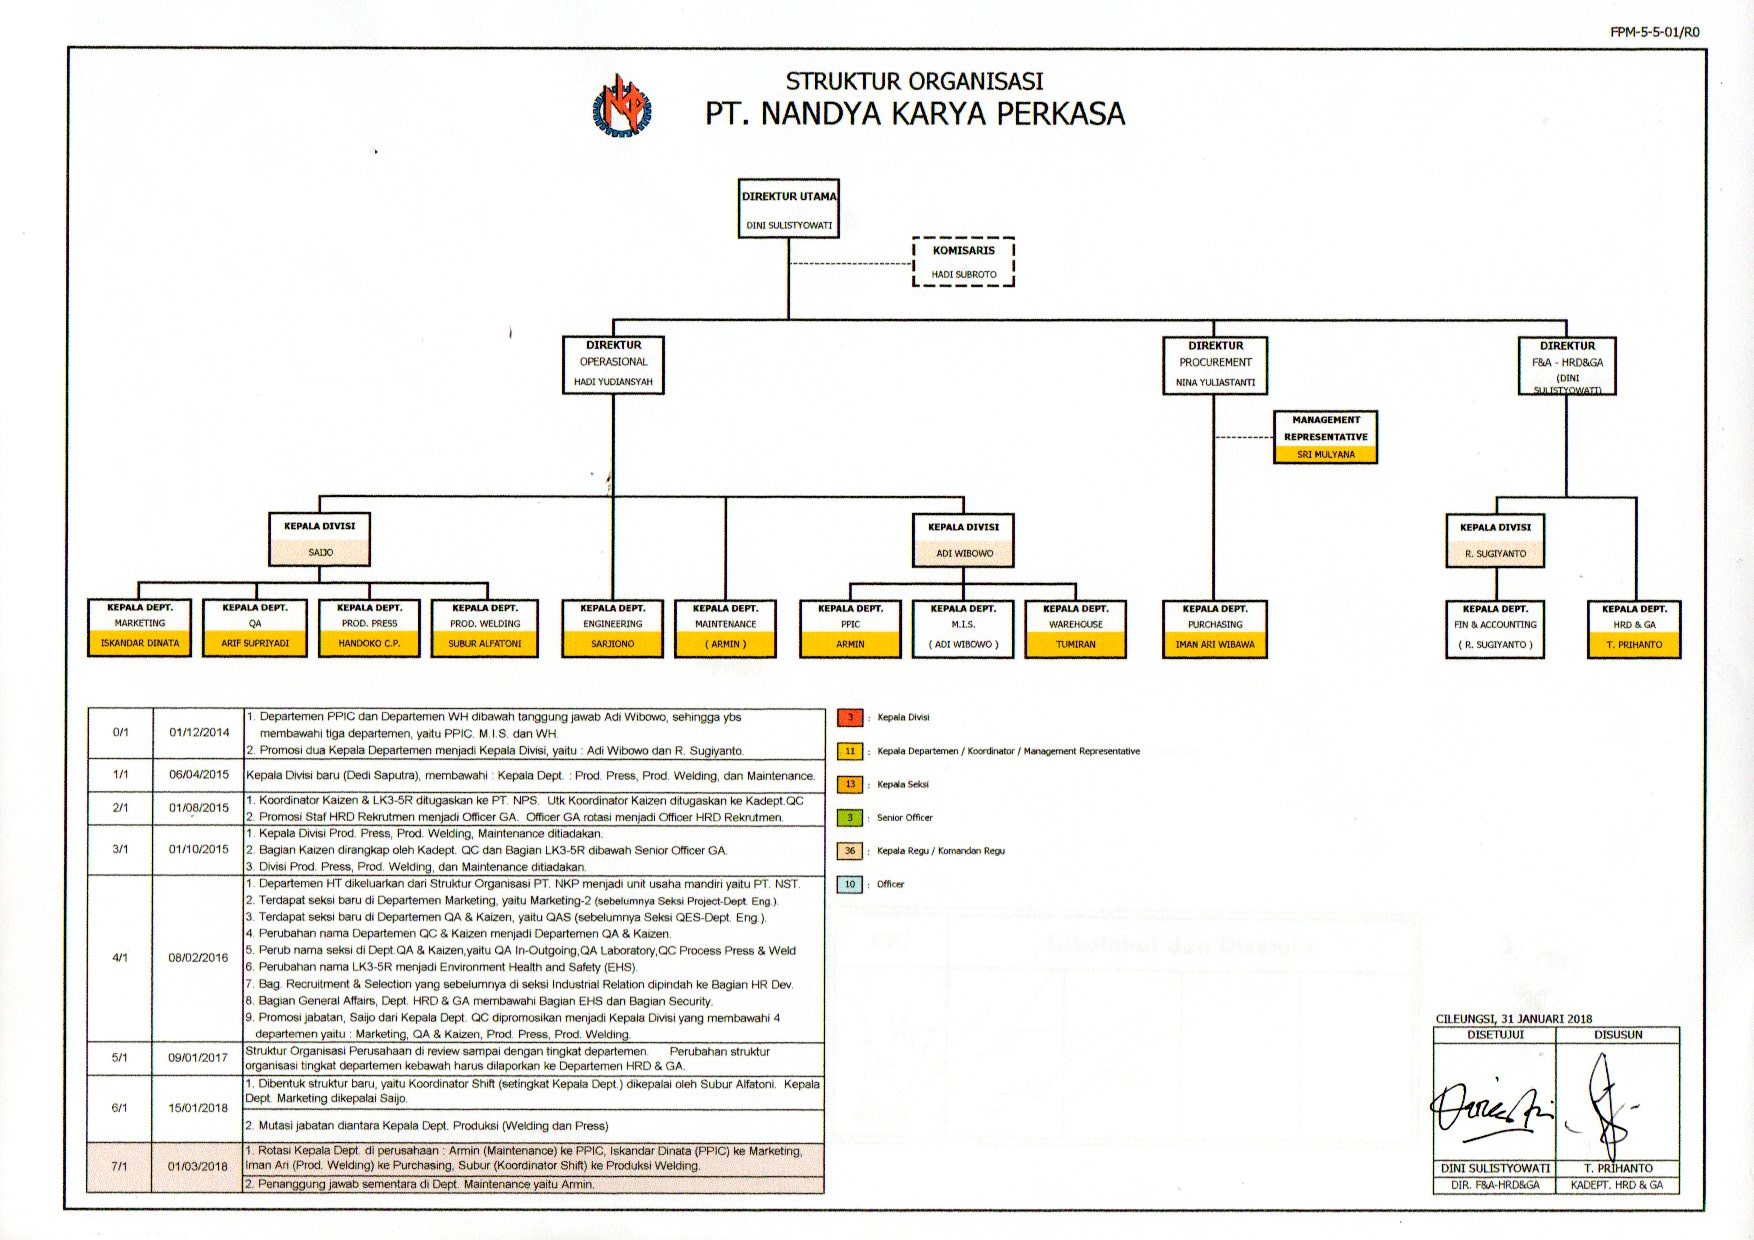 FPM-5-5-01/R0
NKP
STRUKTUR ORGANISASI
PT. NANDYA KARYA PERKASA
DIREKTUR UTAMA
DINI SULISTYOWATI
KOMISARIS
HADI SUBROTO
DIREKTUR
OPERASIONAL
HADI YUDIANSYAH
DIREKTUR
PROCUREMENT
NINA YULIASTANTI
DIREKTUR
F&A - HRD&GA
(DINI
SULISTYOWATI)
MANAGEMENT
REPRESENTATIVE
SRI MULYANA
KEPALA DIVISI
SAIJO
KEPALA DIVISI
ADI WIBOWO
KEPALA DIVISI
R. SUGIYANTO
KEPALA DEPT.
MARKETING
ISKANDAR DINATA
KEPALA DEPT.
QA
ARIF SUPRIYADI
KEPALA DEPT.
PROD. PRESS
HANDOKO C.P.
KEPALA DEPT.
PROD. WELDING
SUBUR ALFATONI
KEPALA DEPT.
ENGINEERING
SARJIONO
KEPALA DEPT.
MAINTENANCE
( ARMIN )
KEPALA DEPT.
PPIC
ARMIN
KEPALA DEPT.
M.I.S.
( ADI WIBOWO )
KEPALA DEPT.
WAREHOUSE
TUMIRAN
KEPALA DEPT.
PURCHASING
IMAN ARI WIBAWA
KEPALA DEPT.
FIN & ACCOUNTING
( R. SUGIYANTO )
KEPALA DEPT.
HRD & GA
T. PRIHANTO
0/1 01/12/2014
1. Departemen PPIC dan Departemen WH dibawah tanggung jawab Adi Wibowo, sehingga ybs
membawahi tiga departemen, yaitu PPIC. M.I.S. dan WH.
2. Promosi dua Kepala Departemen menjadi Kepala Divisi, yaitu : Adi Wibowo dan R. Sugiyanto.
1/1 06/04/2015 Kepala Divisi baru (Dedi Saputra), membawahi : Kepala Dept. : Prod. Press, Prod. Welding, dan Maintenance.
2/1 01/08/2015
1. Koordinator Kaizen & LK3-5R ditugaskan ke PT. NPS. Utk Koordinator Kaizen ditugaskan ke Kadept.QC
2. Promosi Staf HRD Rekrutmen menjadi Officer GA. Officer GA rotasi menjadi Officer HRD Rekrutmen.
3/1 01/10/2015
1. Kepala Divisi Prod. Press, Prod. Welding, Maintenance ditiadakan.
2. Bagian Kaizen dirangkap oleh Kadept. QC dan Bagian LK3-5R dibawah Senior Officer GA.
3. Divisi Prod. Press, Prod. Welding, dan Maintenance ditiadakan.
4/1 08/02/2016
1. Departemen HT dikeluarkan dari Struktur Organisasi PT. NKP menjadi unit usaha mandiri yaitu PT. NST.
2. Terdapat seksi baru di Departemen Marketing, yaitu Marketing-2 (sebelumnya Seksi Project-Dept. Eng.).
3. Terdapat seksi baru di Departemen QA & Kaizen, yaitu QAS (sebelumnya Seksi QES-Dept. Eng.).
4. Perubahan nama Departemen QC & Kaizen menjadi Departemen QA & Kaizen.
5. Perub nama seksi di Dept.QA & Kaizen,yaitu QA In-Outgoing,QA Laboratory,QC Process Press & Weld
6. Perubahan nama LK3-5R menjadi Environment Health and Safety (EHS).
7. Bag. Recruitment & Selection yang sebelumnya di seksi Industrial Relation dipindah ke Bagian HR Dev.
8. Bagian General Affairs, Dept. HRD & GA membawahi Bagian EHS dan Bagian Security.
9. Promosi jabatan, Saijo dari Kepala Dept. QC dipromosikan menjadi Kepala Divisi yang membawahi 4
departemen yaitu : Marketing, QA & Kaizen, Prod. Press, Prod. Welding.
5/1 09/01/2017
Struktur Organisasi Perusahaan di review sampai dengan tingkat departemen. Perubahan struktur
organisasi tingkat departemen kebawah harus dilaporkan ke Departemen HRD & GA.
6/1 15/01/2018
1. Dibentuk struktur baru, yaitu Koordinator Shift (setingkat Kepala Dept.) dikepalai oleh Subur Alfatoni. Kepala
Dept. Marketing dikepalai Saijo.
2. Mutasi jabatan diantara Kepala Dept. Produksi (Welding dan Press)
7/1 01/03/2018
1. Rotasi Kepala Dept. di perusahaan : Armin (Maintenance) ke PPIC, Iskandar Dinata (PPIC) ke Marketing,
Iman Ari (Prod. Welding) ke Purchasing, Subur (Koordinator Shift) ke Produksi Welding.
2. Penanggung jawab sementara di Dept. Maintenance yaitu Armin.
3 : Kepala Divisi
11 : Kepala Departemen / Koordinator / Management Representative
13 : Kepala Seksi
3 : Senior Officer
36 : Kepala Regu / Komandan Regu
10 : Officer
CILEUNGSI, 31 JANUARI 2018
DISETUJUI DISUSUN
DINI SULISTYOWATI T. PRIHANTO
DIR. F&A-HRD&GA KADEPT. HRD & GA